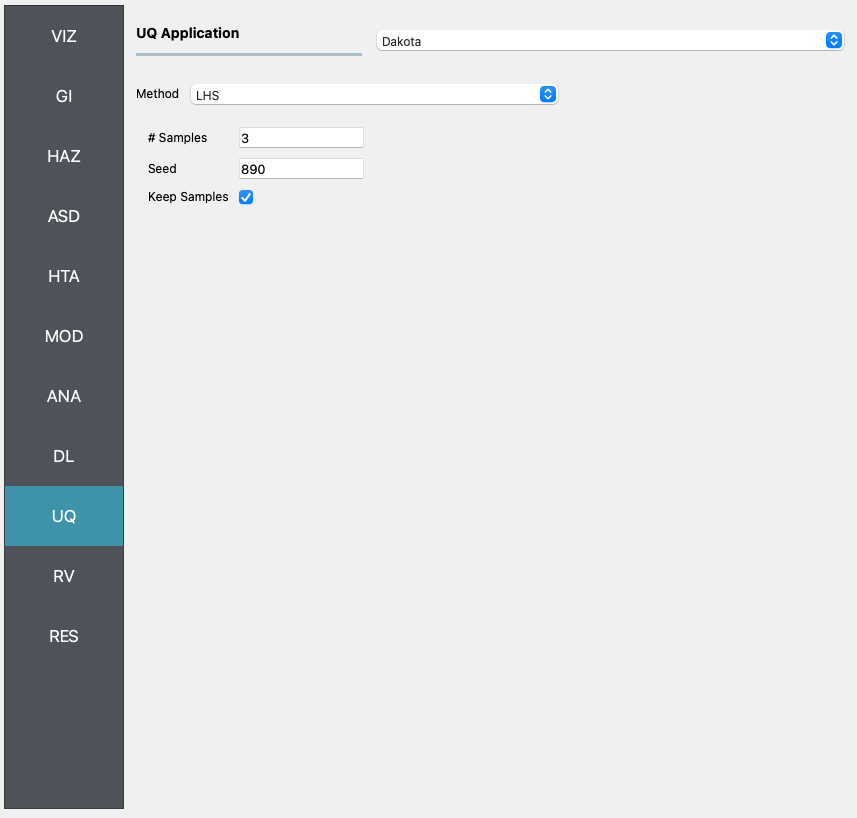 VIZ
GI
HAZ
ASD
HTA
MOD
ANA
DL
UQ
RV
RES
UQ Application
Dakota
Method LHS
# Samples 3
Seed 890
Keep Samples